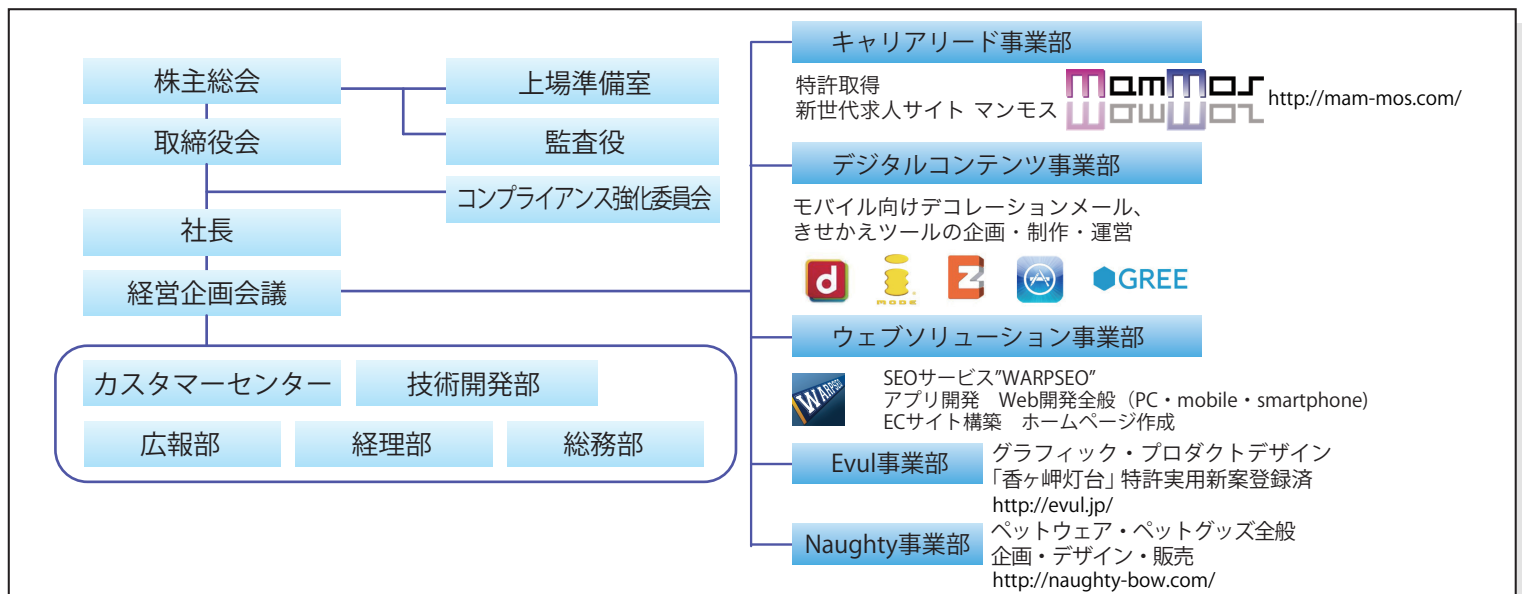 株主総会
上場準備室
取締役会
監査役
コンプライアンス強化委員会
社長
経営企画会議
カスタマーセンター
技術開発部
広報部
経理部
総務部
キャリアリード事業部
特許取得
新世代求人サイト マンモス
mammos
http://mam-mos.com/
デジタルコンテンツ事業部
モバイル向けデコレーションメール、
きせかえツールの企画・制作・運営
d
i MODE
Z
GREE
ウェブソリューション事業部
WARPSEO
SEOサービス”WARPSEO”
アプリ開発　Web開発全般（PC・mobile・smartphone)
ECサイト構築　ホームページ作成
Evul事業部
グラフィック・プロダクトデザイン
「香ヶ岬灯台」特許実用新案登録済
http://evul.jp/
Naughty事業部
ペットウェア・ペットグッズ全般
企画・デザイン・販売
http://naughty-bow.com/